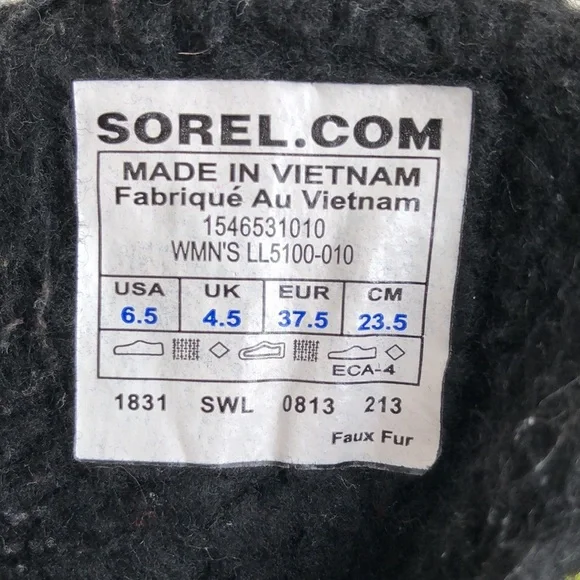 SOREL.COM
MADE IN VIETNAM
Fabriqué Au Vietnam
1546531010
WMN'S LL5100-010
USA UK EUR CM
6.5 4.5 37.5 23.5
ECA-4
1831 SWL 0813 213
Faux Fur